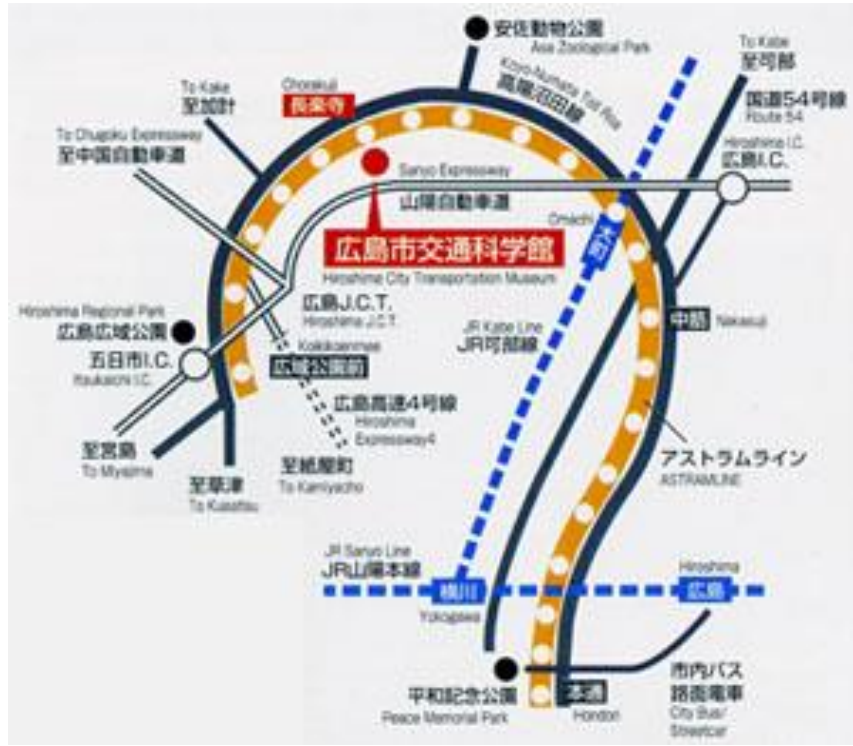 安佐動物公園
Asa Zoological Park
To Kabe
至可部
国道54号線
Route 54
To Kake
至加計
Chorakuji
長楽寺
高陽沼田線
To Chugoku Expressway
至中国自動車道
Hiroshima I.C.
広島I.C.
Sanyo Expressway
山陽自動車道
Omachi
大町
広島市交通科学館
Hiroshima City Transportation Museum
Hiroshima Regional Park
広島広域公園
広島J.C.T.
Hiroshima J.C.T.
中筋
Nakasuji
JR Kabe Line
JR可部線
五日市I.C.
Itsukaichi I.C.
広域公園前
広島高速4号線
Hiroshima
Expressway4
至宮島
To Miyajima
至草津
To Kusatsu
至紙屋町
To Kamiyacho
アストラムライン
ASTRAMLINE
JR Sanyo Line
JR山陽本線
横川
Yokogawa
Hiroshima
広島
平和記念公園
Peace Memorial Park
本通
Hondori
市内バス
路面電車
City Bus/
Streetcar